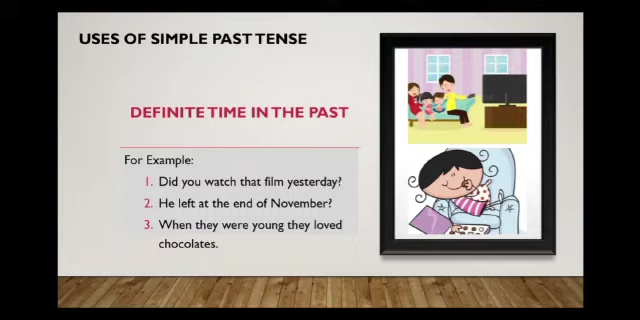 USES OF SIMPLE PAST TENSE
DEFINITE TIME IN THE PAST
For Example:
1. Did you watch that film yesterday?
2. He left at the end of November?
3. When they were young they loved
chocolates.